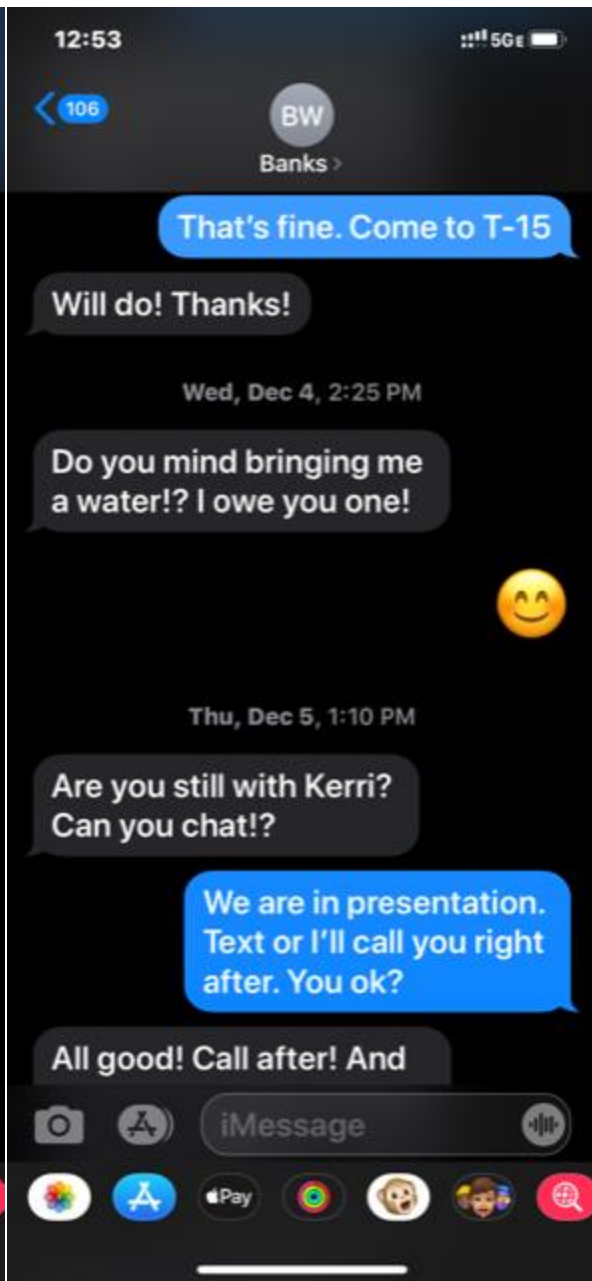 12:53
5GE
106
BW
Banks
That's fine. Come to T-15
Will do! Thanks!
Wed, Dec 4, 2:25 PM
Do you mind bringing me
a water!? I owe you one!
Thu, Dec 5, 1:10 PM
Are you still with Kerri?
Can you chat!?
We are in presentation.
Text or I'll call you right
after. You ok?
All good! Call after! And
iMessage
Pay